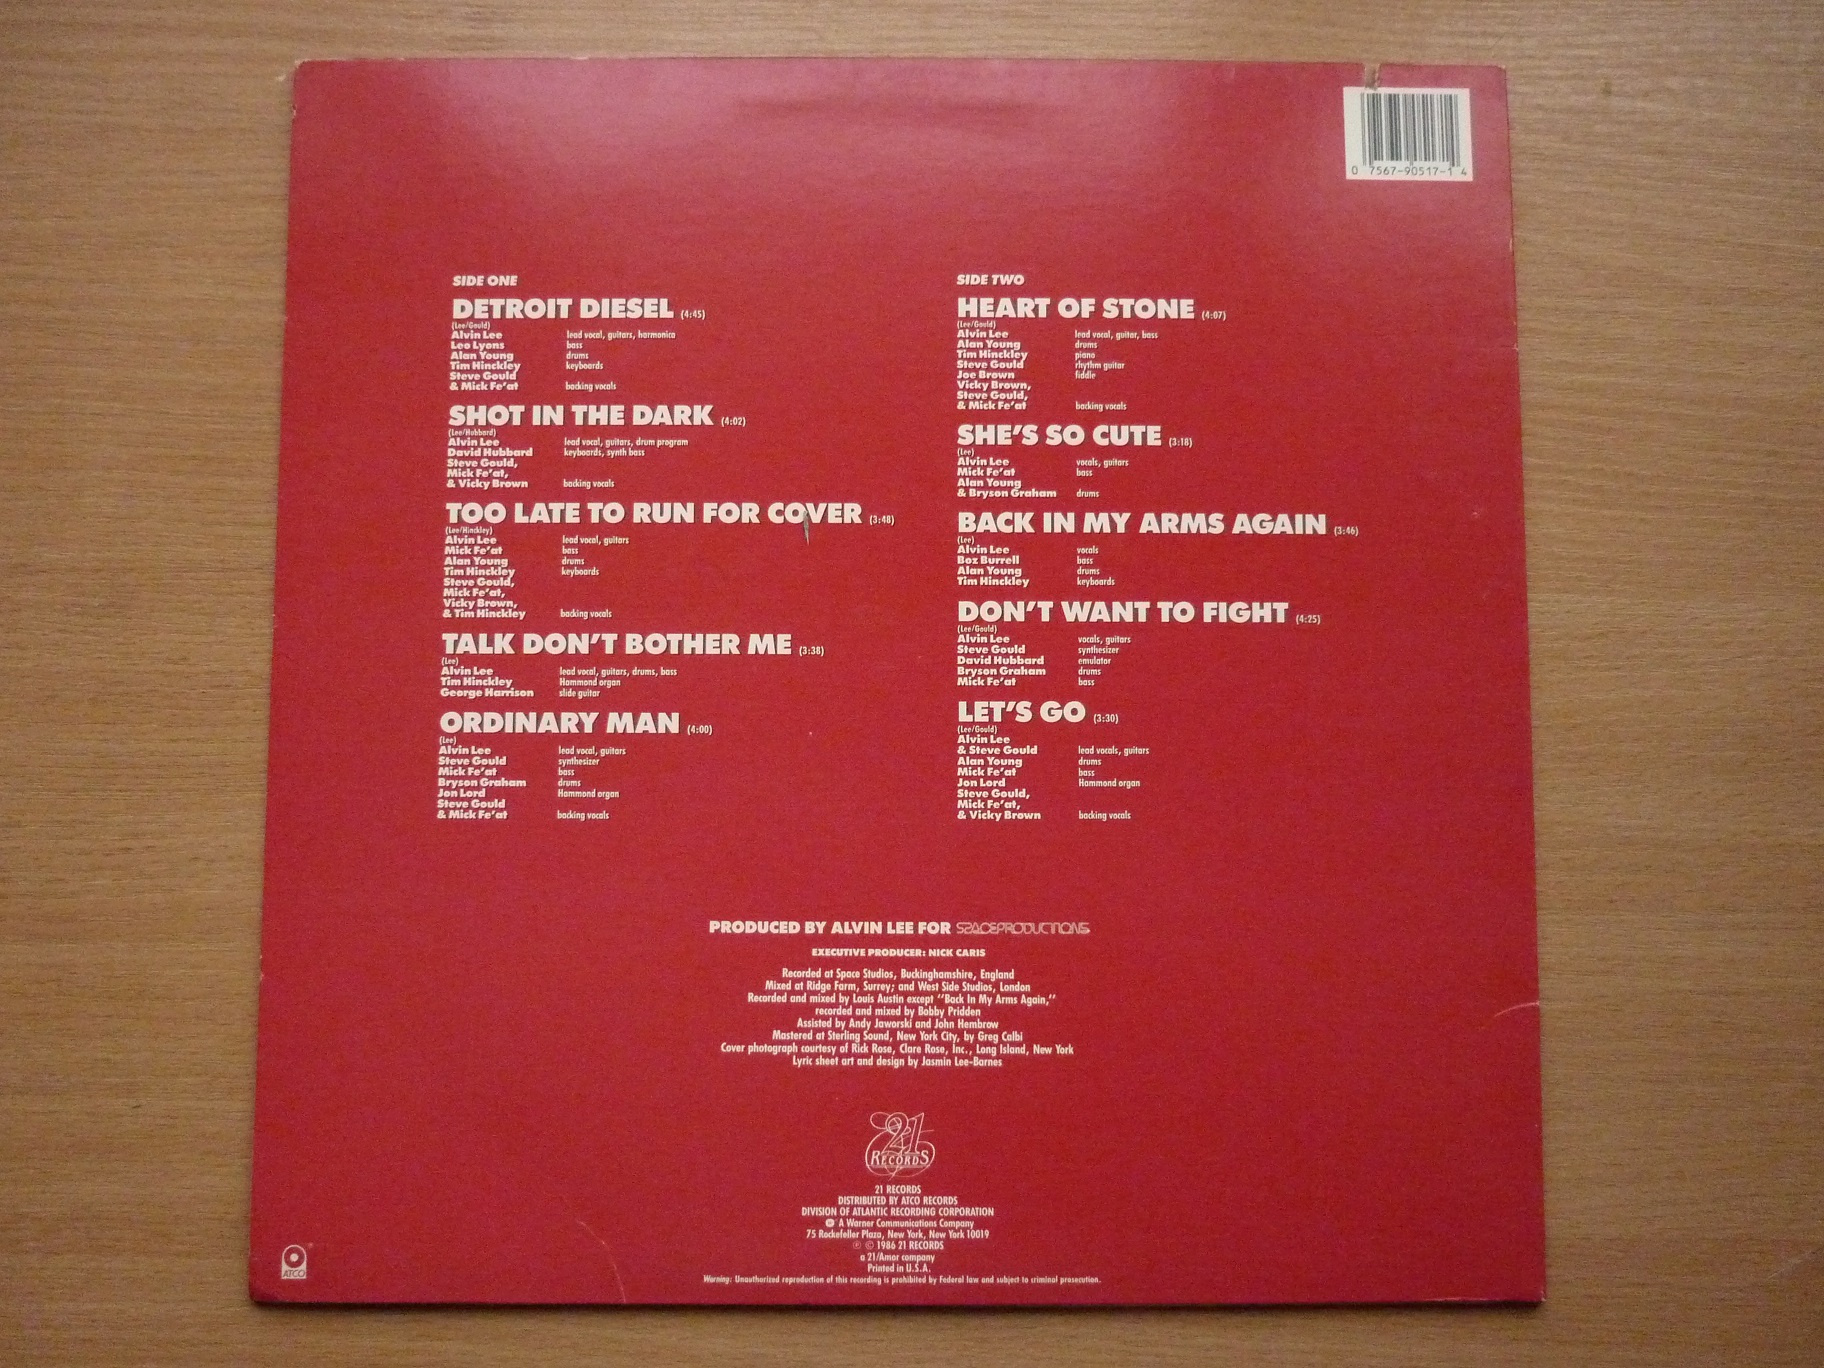 0 7567-90517-1 4
SIDE ONE
DETROIT DIESEL (4:45)
(Lee/Gould)
Alvin Lee lead vocal, guitars, harmonica
Leo Lyons bass
Alan Young drums
Tim Hinckley keyboards
Steve Gould
& Mick Fe'at backing vocals
SHOT IN THE DARK (4:02)
(Lee/Hubbard)
Alvin Lee lead vocal, guitars, drum program
David Hubbard keyboards, synth bass
Steve Gould,
Mick Fe'at,
& Vicky Brown backing vocals
TOO LATE TO RUN FOR COVER (3:48)
(Lee/Hinckley)
Alvin Lee lead vocal, guitars
Mick Fe'at bass
Alan Young drums
Tim Hinckley keyboards
Steve Gould,
Mick Fe'at,
Vicky Brown,
& Tim Hinckley backing vocals
TALK DON'T BOTHER ME (3:38)
(Lee)
Alvin Lee lead vocal, guitars, drums, bass
Tim Hinckley Hammond organ
George Harrison slide guitar
ORDINARY MAN (4:00)
(Lee)
Alvin Lee lead vocal, guitars
Steve Gould synthesizer
Mick Fe'at bass
Bryson Graham drums
Jon Lord Hammond organ
Steve Gould
& Mick Fe'at backing vocals
SIDE TWO
HEART OF STONE (4:07)
(Lee/Gould)
Alvin Lee lead vocal, guitar, bass
Alan Young drums
Tim Hinckley piano
Steve Gould rhythm guitar
Joe Brown fiddle
Vicky Brown,
Steve Gould,
& Mick Fe'at backing vocals
SHE'S SO CUTE (3:18)
(Lee)
Alvin Lee vocals, guitars
Mick Fe'at bass
Alan Young
& Bryson Graham drums
BACK IN MY ARMS AGAIN (3:46)
(Lee)
Alvin Lee vocals
Boz Burrell bass
Alan Young drums
Tim Hinckley keyboards
DON'T WANT TO FIGHT (4:25)
(Lee/Gould)
Alvin Lee vocals, guitars
Steve Gould synthesizer
David Hubbard emulator
Bryson Graham drums
Mick Fe'at bass
LET'S GO (3:30)
(Lee/Gould)
Alvin Lee
& Steve Gould lead vocals, guitars
Alan Young drums
Mick Fe'at bass
Jon Lord Hammond organ
Steve Gould,
Mick Fe'at,
& Vicky Brown backing vocals
PRODUCED BY ALVIN LEE FOR SPACEPRODUCTIONS
EXECUTIVE PRODUCER: NICK CARIS
Recorded at Space Studios, Buckinghamshire, England
Mixed at Ridge Farm, Surrey; and West Side Studios, London
Recorded and mixed by Louis Austin except "Back In My Arms Again,"
recorded and mixed by Bobby Pridden
Assisted by Andy Jaworski and John Hembrow
Mastered at Sterling Sound, New York City, by Greg Calbi
Cover photograph courtesy of Rick Rose, Clare Rose, Inc., Long Island, New York
Lyric sheet art and design by Jasmin Lee-Barnes
21
RECORDS
21 RECORDS
DISTRIBUTED BY ATCO RECORDS
DIVISION OF ATLANTIC RECORDING CORPORATION
A Warner Communications Company
75 Rockefeller Plaza, New York, New York 10019
℗ © 1986 21 RECORDS
a 21/Amor company
Printed in U.S.A.
Warning: Unauthorized reproduction of this recording is prohibited by Federal law and subject to criminal prosecution.
ATCO